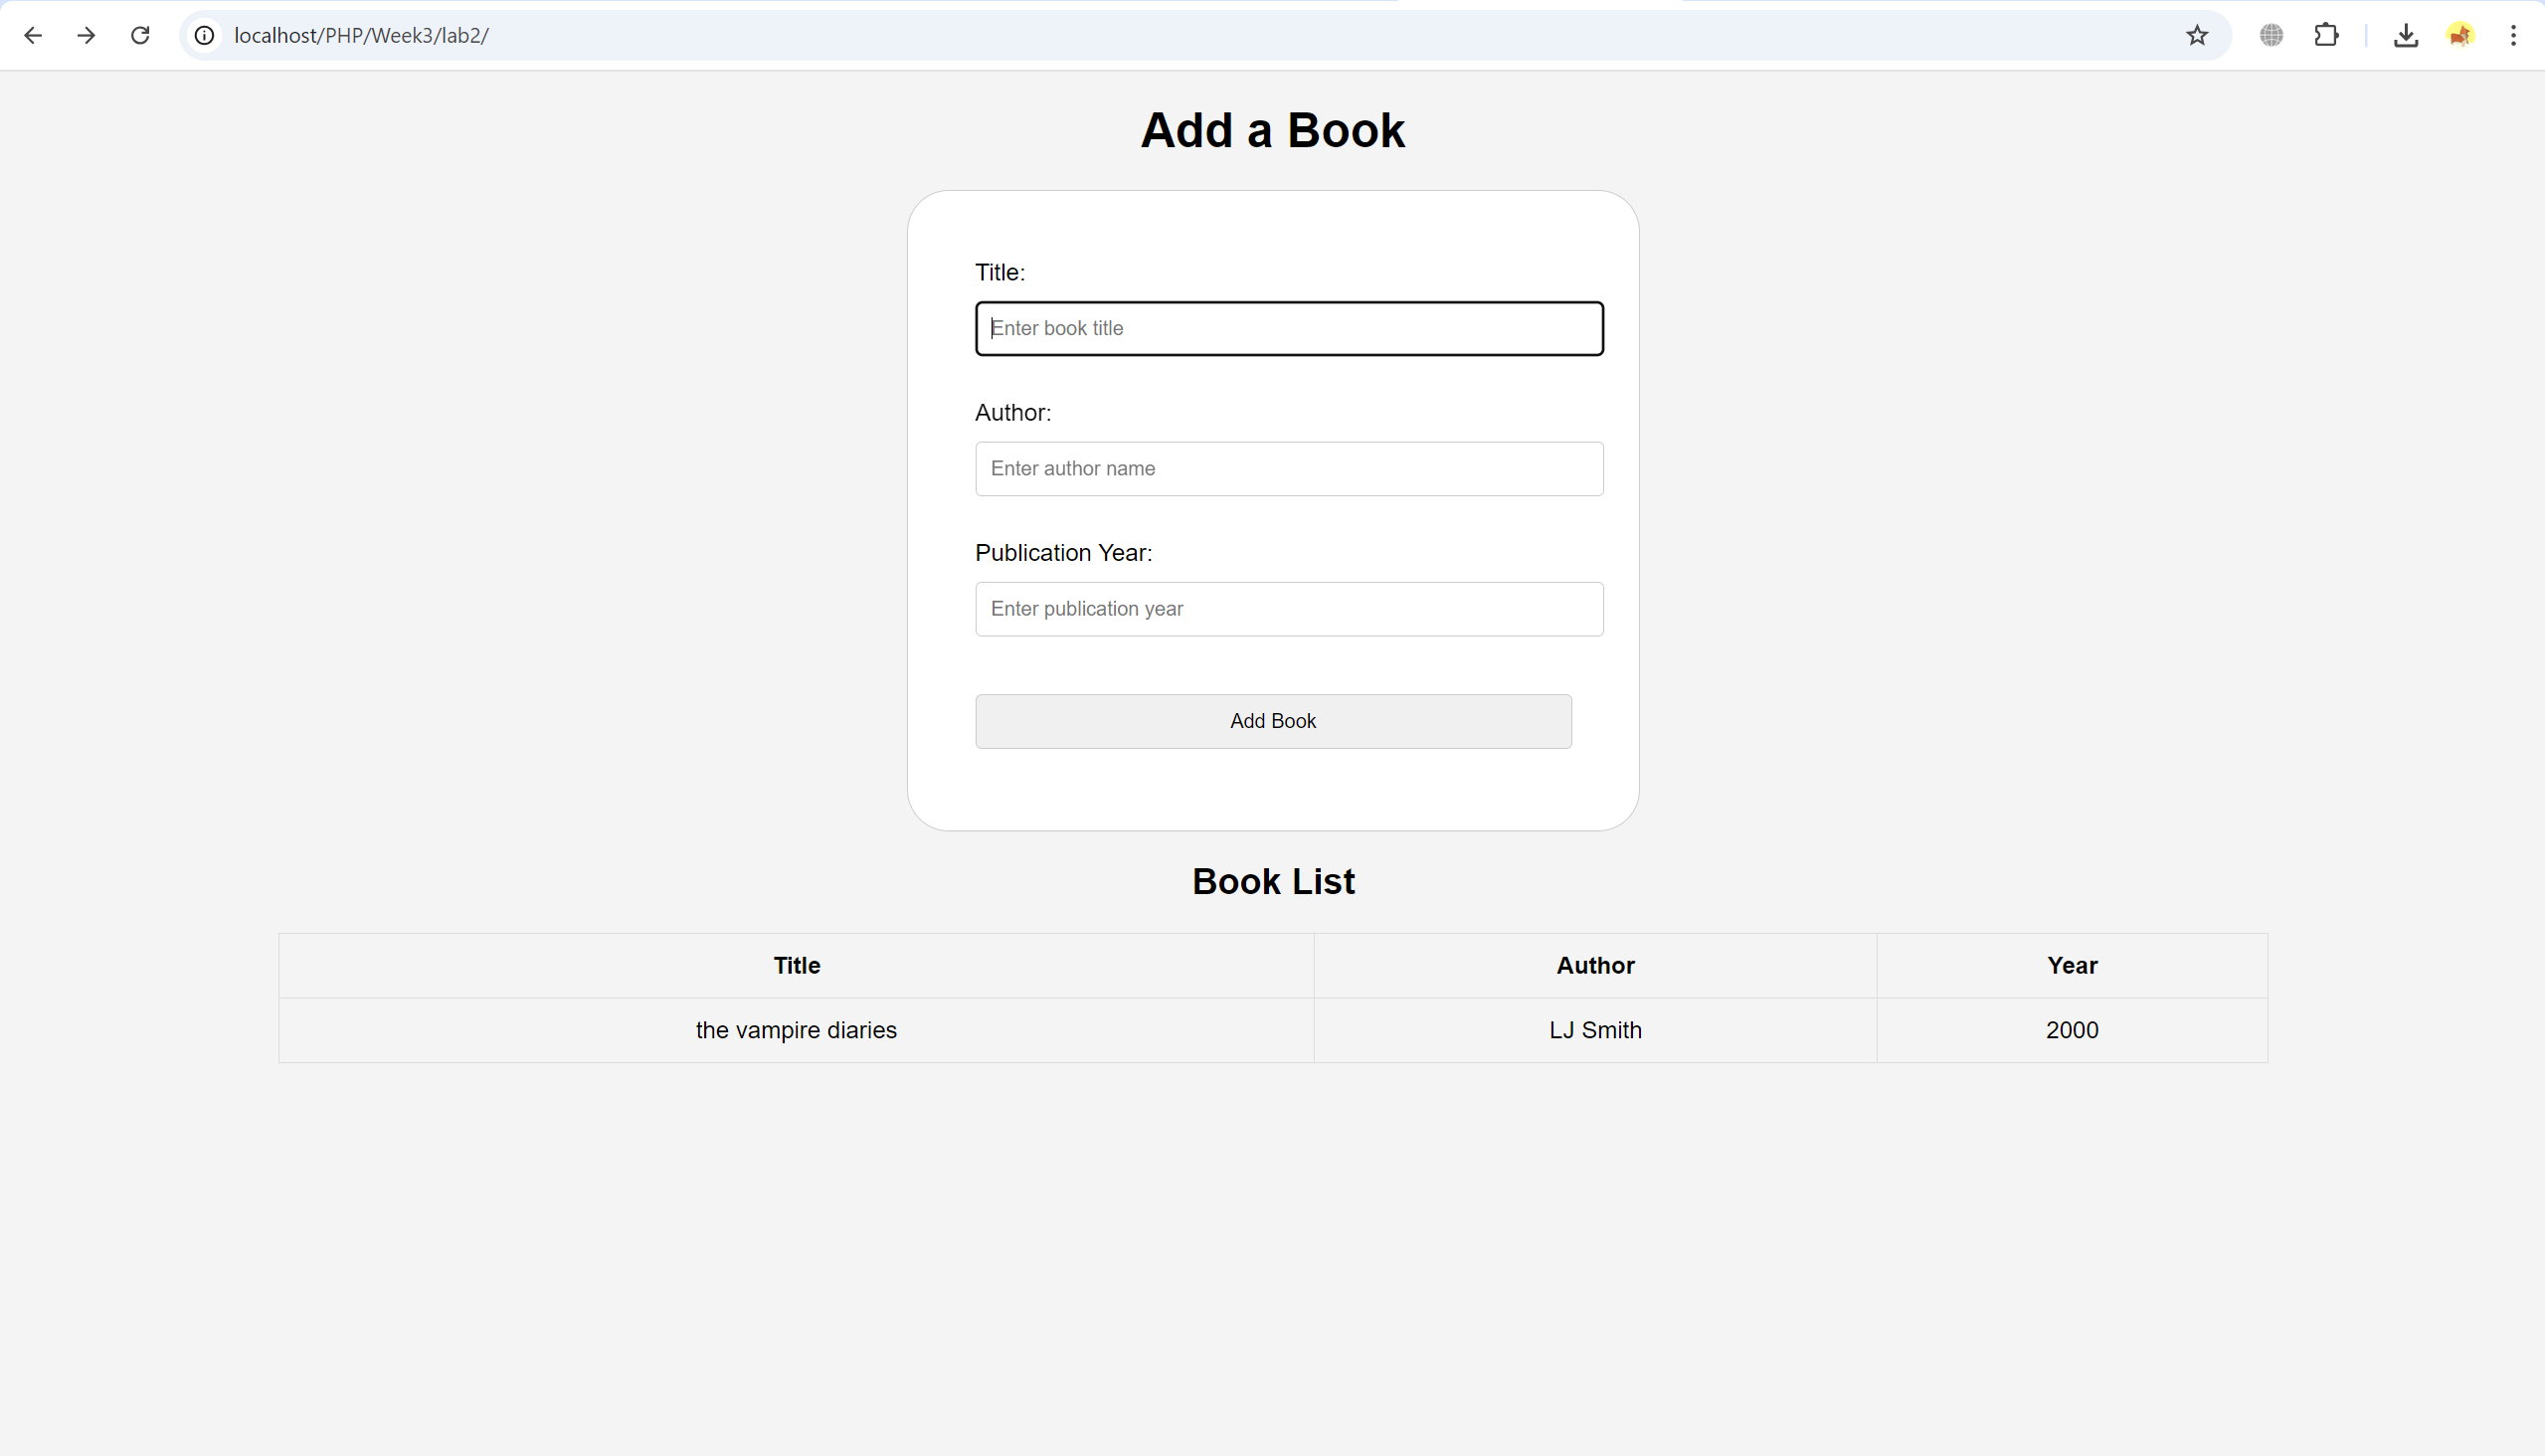 localhost/PHP/Week3/lab2/
Add a Book
Title:
Enter book title
Author:
Enter author name
Publication Year:
Enter publication year
Add Book
Book List
Title Author Year
the vampire diaries LJ Smith 2000